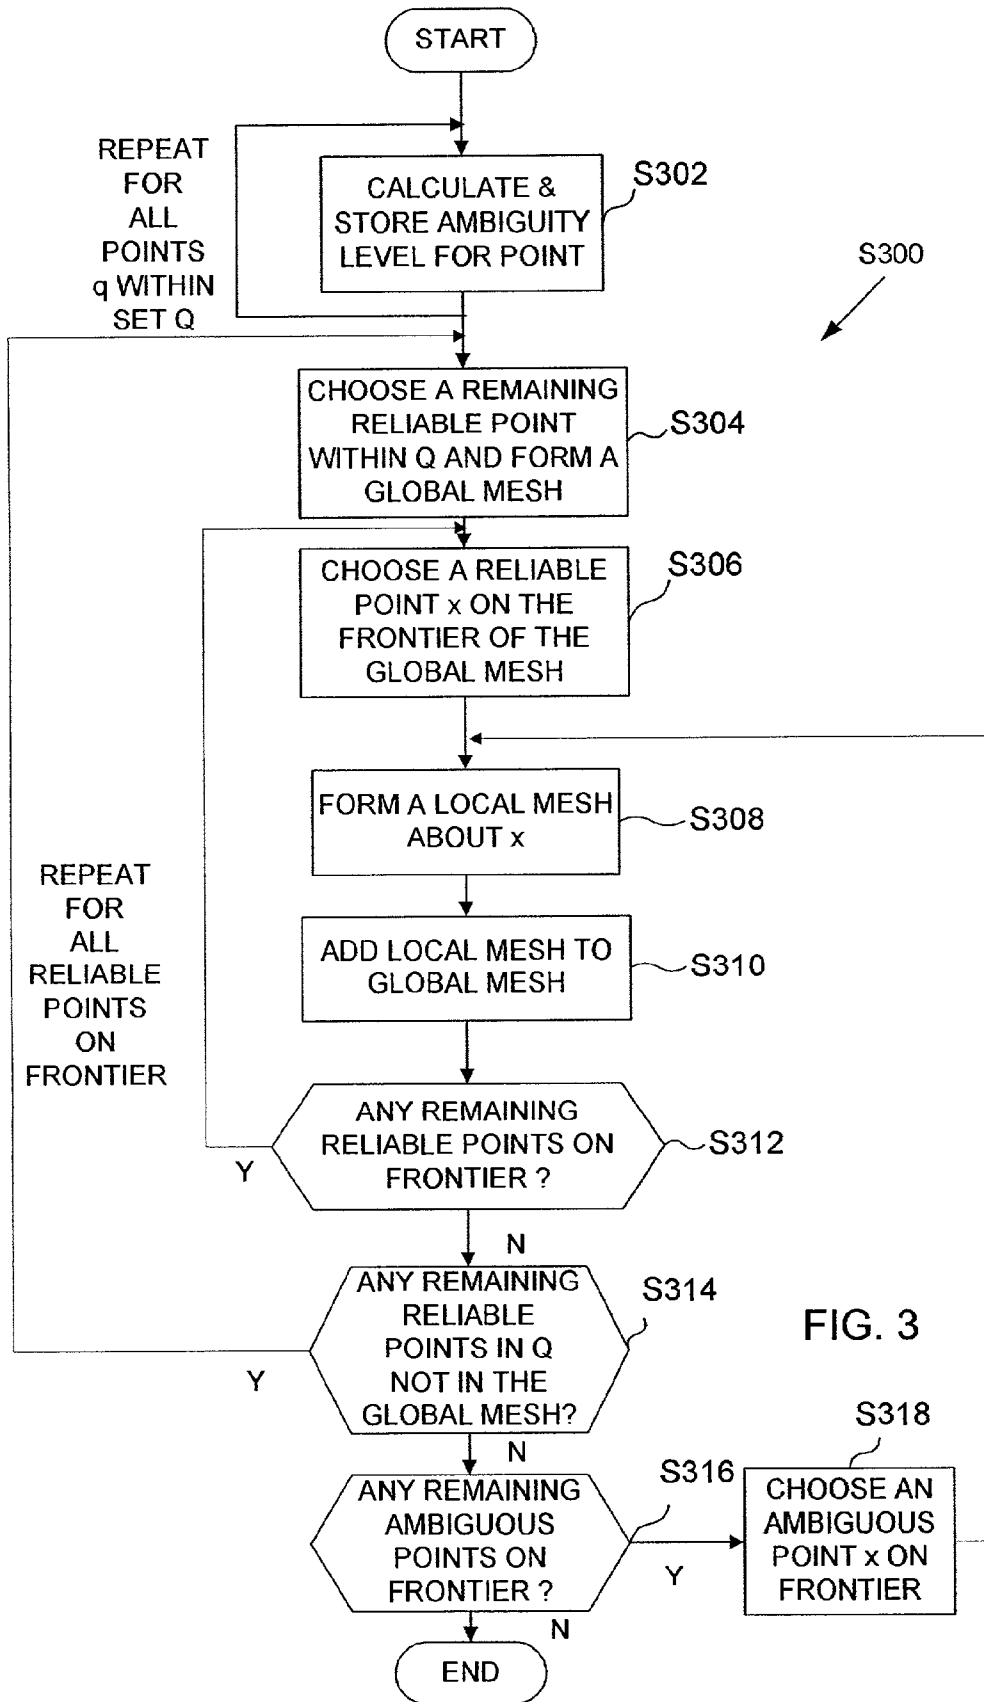 START
REPEAT
FOR
ALL
POINTS
q WITHIN
SET Q
CALCULATE &
STORE AMBIGUITY
LEVEL FOR POINT
S302
S300
CHOOSE A REMAINING
RELIABLE POINT
WITHIN Q AND FORM A
GLOBAL MESH
S304
CHOOSE A RELIABLE
POINT x ON THE
FRONTIER OF THE
GLOBAL MESH
S306
FORM A LOCAL MESH
ABOUT x
S308
REPEAT
FOR
ALL
RELIABLE
POINTS
ON
FRONTIER
ADD LOCAL MESH TO
GLOBAL MESH
S310
ANY REMAINING
RELIABLE POINTS ON
FRONTIER ?
S312
Y
N
ANY REMAINING
RELIABLE
POINTS IN Q
NOT IN THE
GLOBAL MESH?
S314
Y
N
FIG. 3
ANY REMAINING
AMBIGUOUS
POINTS ON
FRONTIER ?
S316
Y
N
S318
CHOOSE AN
AMBIGUOUS
POINT x ON
FRONTIER
END